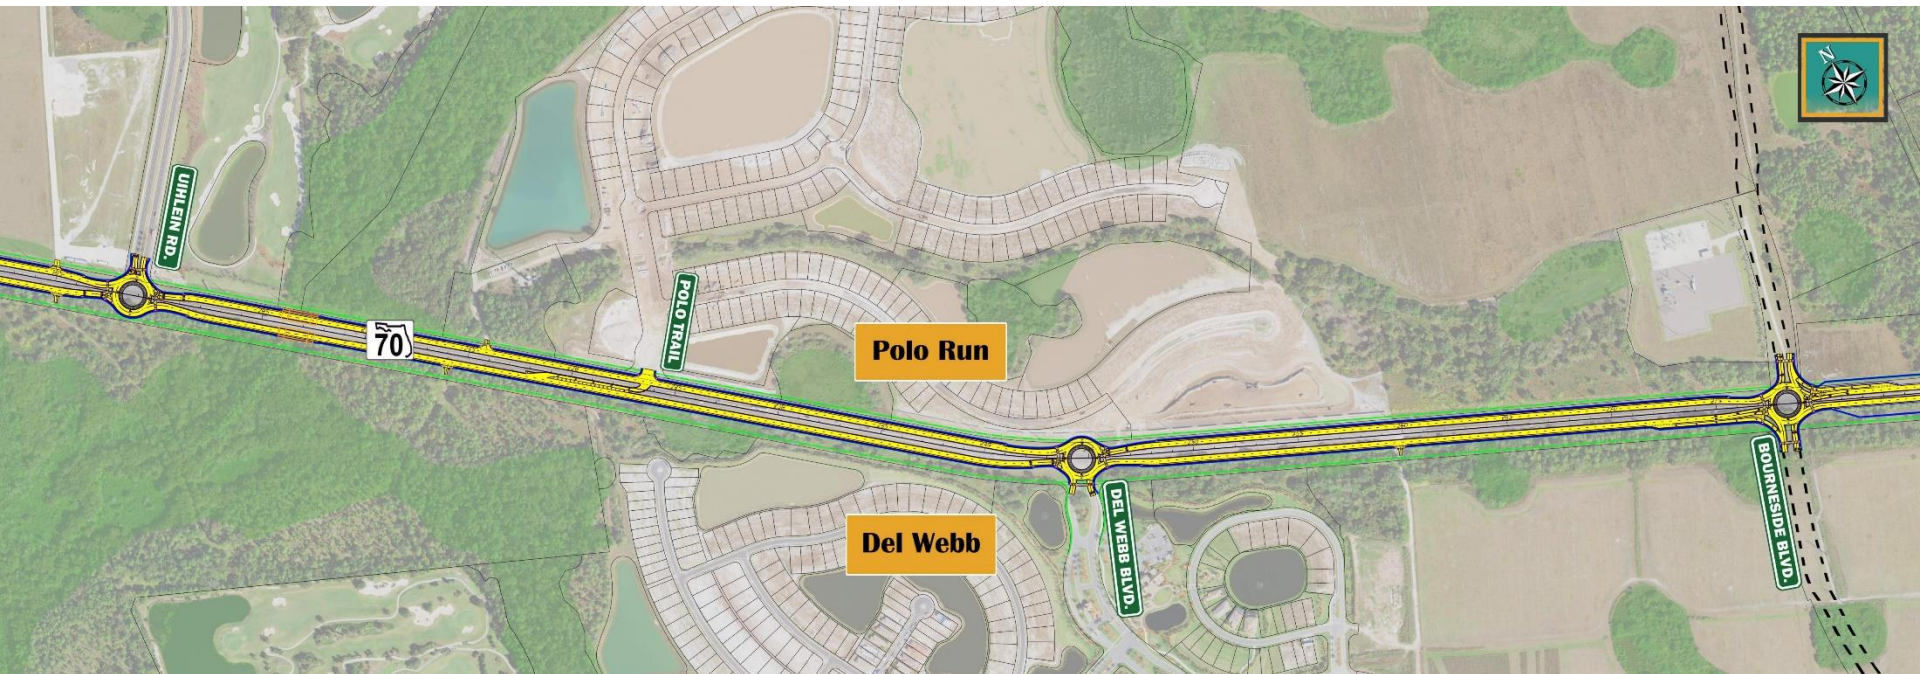 N
UIHLEIN RD.
70
POLO TRAIL
Polo Run
Del Webb
DEL WEBB BLVD.
BOURNESIDE BLVD.